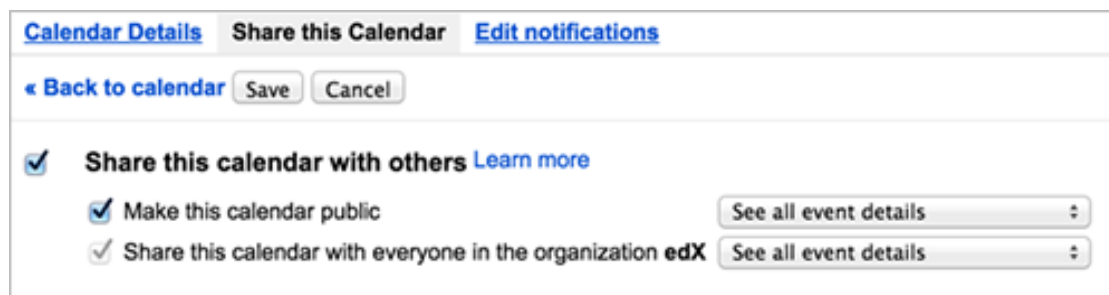 Calendar Details Share this Calendar Edit notifications
« Back to calendar Save Cancel
Share this calendar with others Learn more
Make this calendar public See all event details
Share this calendar with everyone in the organization edX See all event details